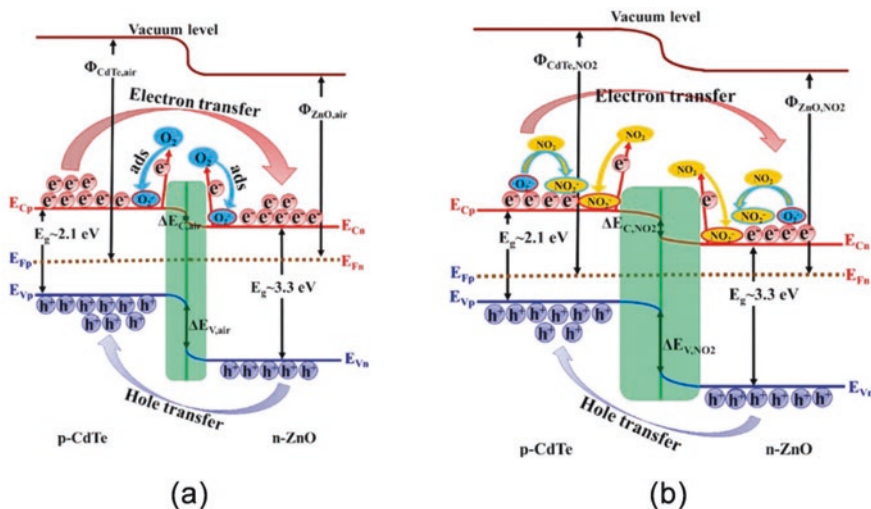 Vacuum level
Φ_CdTe,air
Φ_ZnO,air
Electron transfer
O₂
O₂
ads
ads
e⁻
e⁻
e⁻ e⁻ e⁻
e⁻ e⁻ e⁻ e⁻ e⁻
O₂⁻
O₂⁻
e⁻ e⁻ e⁻
e⁻ e⁻ e⁻ e⁻ e⁻
E_Cp
ΔE_C,air
E_Cn
E_g~2.1 eV
E_Fp
E_Fn
E_g~3.3 eV
E_Vp
h⁺ h⁺ h⁺ h⁺ h⁺ h⁺
h⁺ h⁺ h⁺
ΔE_V,air
E_Vn
h⁺ h⁺ h⁺ h⁺ h⁺
Hole transfer
p-CdTe
n-ZnO
(a)
Vacuum level
Φ_CdTe,NO2
Φ_ZnO,NO2
Electron transfer
NO₂
NO₂
NO₂
NO₂
e⁻
e⁻
e⁻ e⁻
NO₂⁻
NO₂⁻
NO₂⁻
NO₂⁻
E_Cp
ΔE_C,NO2
E_Cn
E_g~2.1 eV
E_Fp
E_Fn
E_g~3.3 eV
E_Vp
h⁺ h⁺ h⁺ h⁺ h⁺ h⁺
h⁺ h⁺
ΔE_V,NO2
E_Vn
h⁺ h⁺ h⁺ h⁺ h⁺ h⁺
Hole transfer
p-CdTe
n-ZnO
(b)